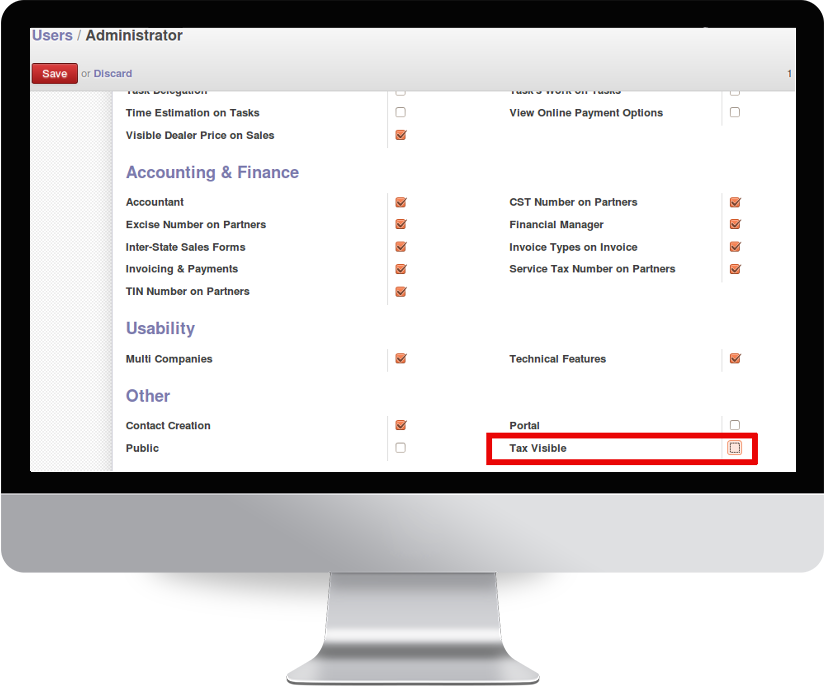 Users / Administrator
Save or Discard
1
Task Delegation
Task's Work on Tasks
Time Estimation on Tasks
View Online Payment Options
Visible Dealer Price on Sales
Accounting & Finance
Accountant
CST Number on Partners
Excise Number on Partners
Financial Manager
Inter-State Sales Forms
Invoice Types on Invoice
Invoicing & Payments
Service Tax Number on Partners
TIN Number on Partners
Usability
Multi Companies
Technical Features
Other
Contact Creation
Portal
Public
Tax Visible